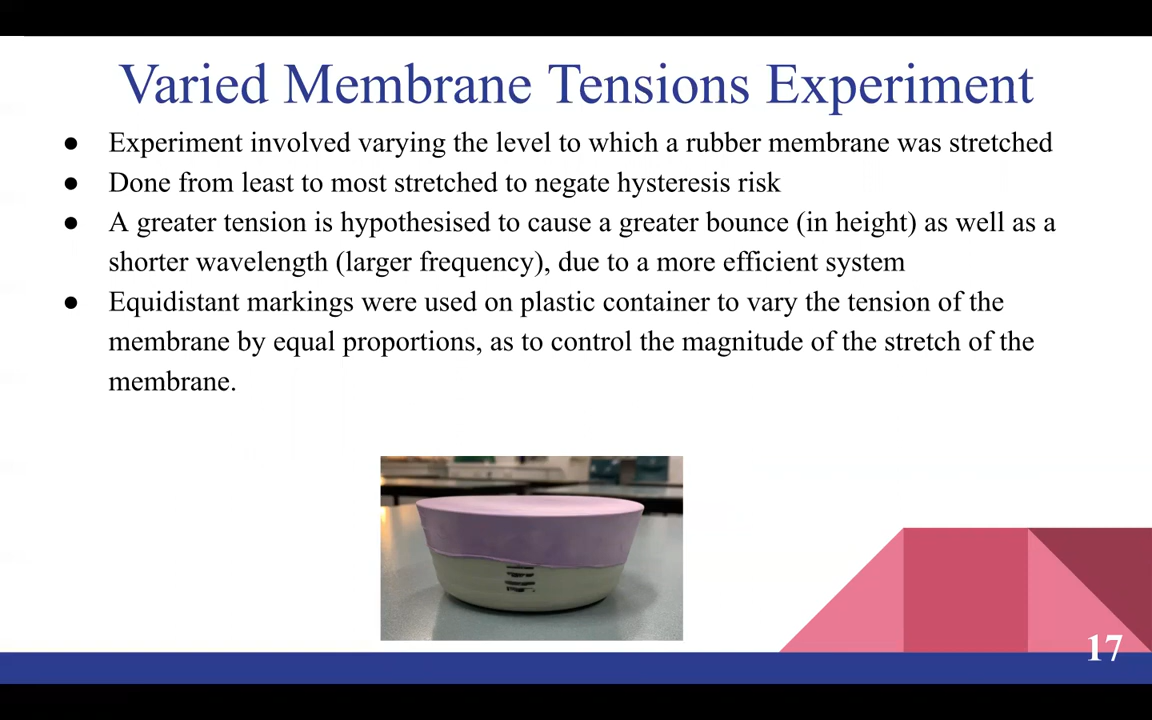 Varied Membrane Tensions Experiment
● Experiment involved varying the level to which a rubber membrane was stretched
● Done from least to most stretched to negate hysteresis risk
● A greater tension is hypothesised to cause a greater bounce (in height) as well as a
shorter wavelength (larger frequency), due to a more efficient system
● Equidistant markings were used on plastic container to vary the tension of the
membrane by equal proportions, as to control the magnitude of the stretch of the
membrane.
17